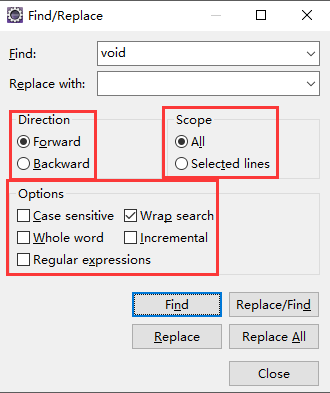 Find/Replace
Find: void
Replace with:
Direction Scope
Forward All
Backward Selected lines
Options
Case sensitive Wrap search
Whole word Incremental
Regular expressions
Find Replace/Find
Replace Replace All
Close